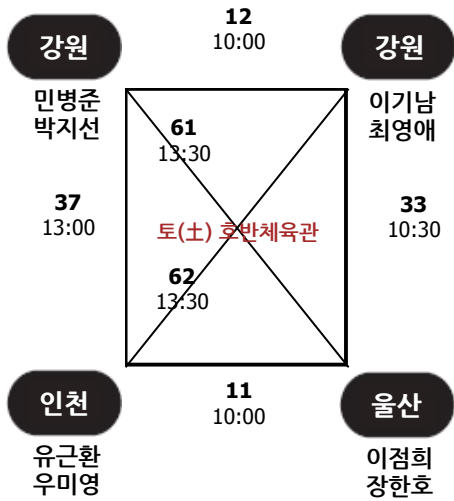 12
10:00
강원
강원
민병준
박지선
이기남
최영애
61
13:30
37
13:00
토(土) 호반체육관
33
10:30
62
13:30
인천
11
10:00
울산
유근환
우미영
이점희
장한호